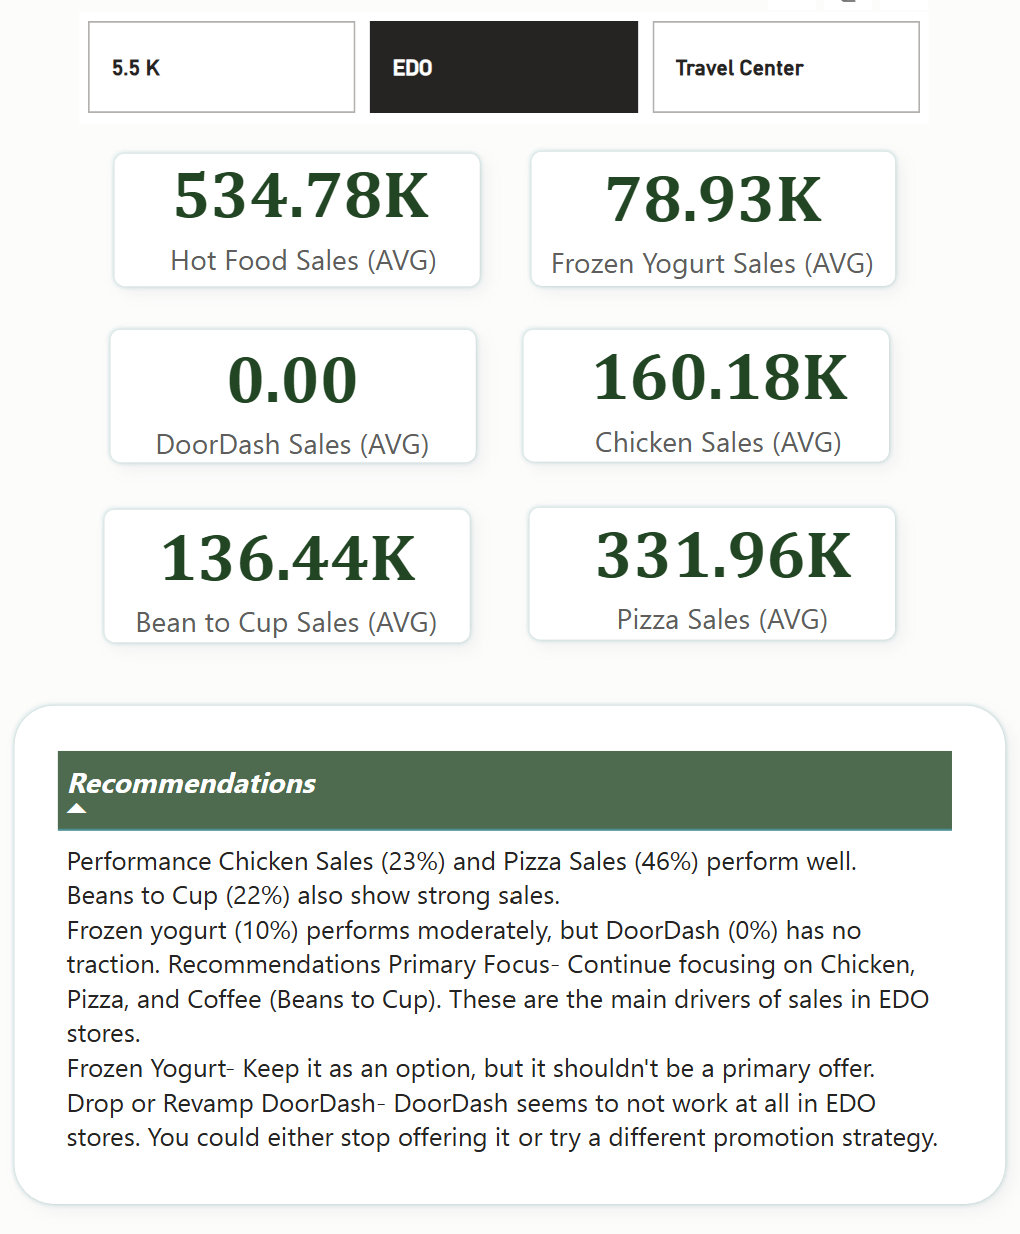 5.5 K
EDO
Travel Center
534.78K
Hot Food Sales (AVG)
78.93K
Frozen Yogurt Sales (AVG)
0.00
DoorDash Sales (AVG)
160.18K
Chicken Sales (AVG)
136.44K
Bean to Cup Sales (AVG)
331.96K
Pizza Sales (AVG)
Recommendations
Performance Chicken Sales (23%) and Pizza Sales (46%) perform well.
Beans to Cup (22%) also show strong sales.
Frozen yogurt (10%) performs moderately, but DoorDash (0%) has no
traction. Recommendations Primary Focus- Continue focusing on Chicken,
Pizza, and Coffee (Beans to Cup). These are the main drivers of sales in EDO
stores.
Frozen Yogurt- Keep it as an option, but it shouldn't be a primary offer.
Drop or Revamp DoorDash- DoorDash seems to not work at all in EDO
stores. You could either stop offering it or try a different promotion strategy.